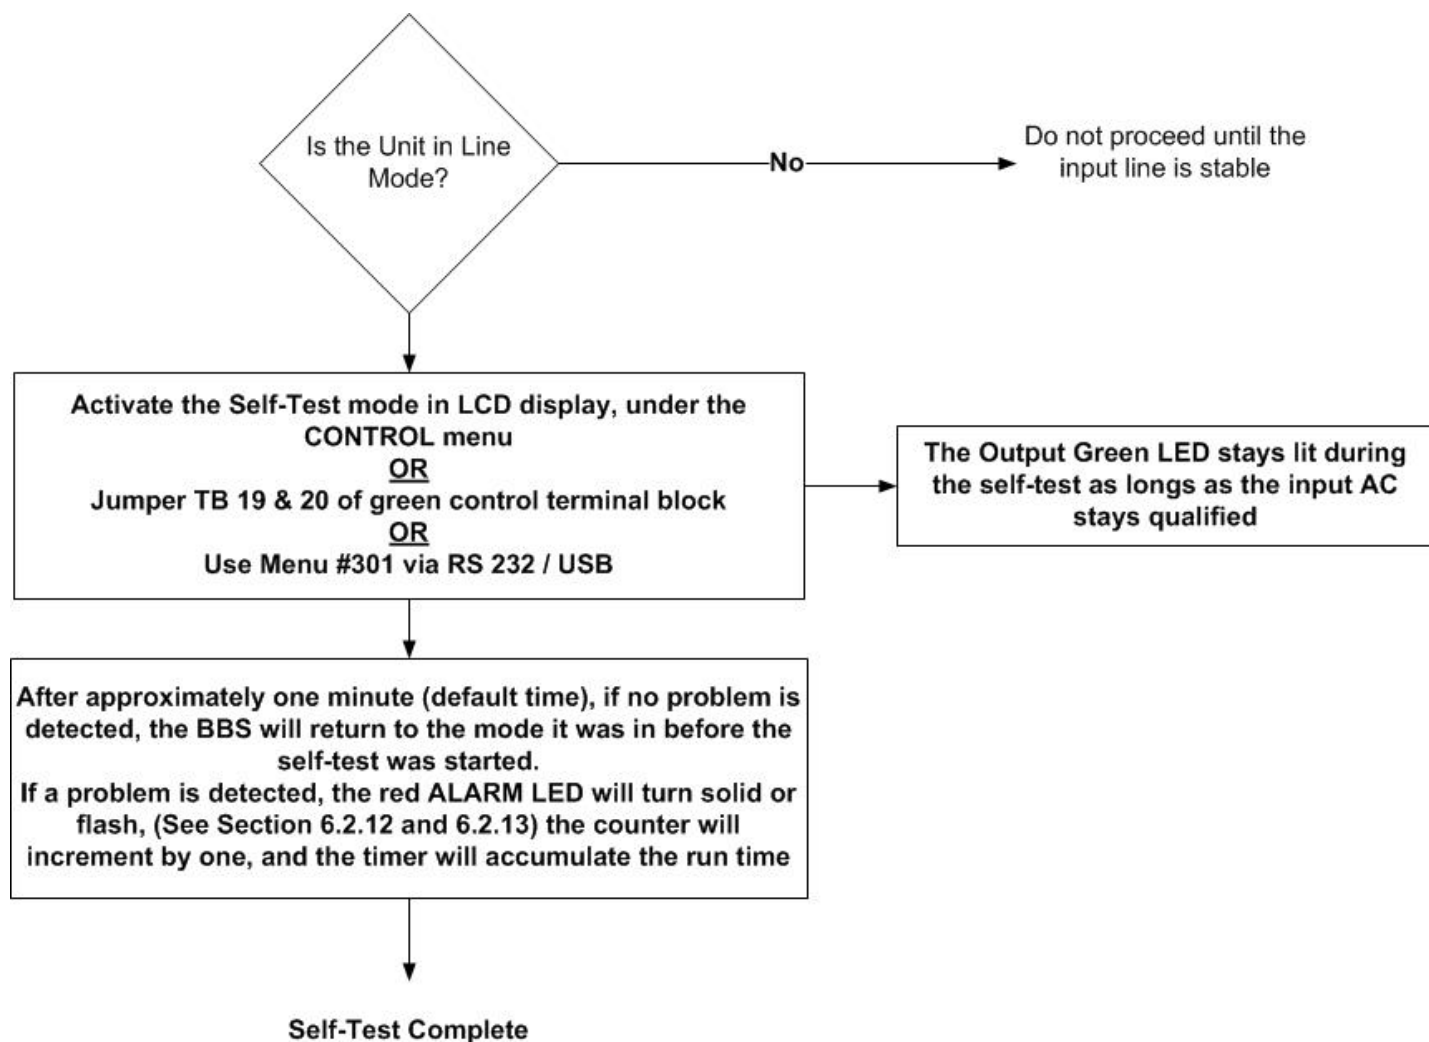 Is the Unit in Line
Mode?
No
Do not proceed until the
input line is stable
Activate the Self-Test mode in LCD display, under the
CONTROL menu
OR
Jumper TB 19 & 20 of green control terminal block
OR
Use Menu #301 via RS 232 / USB
The Output Green LED stays lit during
the self-test as longs as the input AC
stays qualified
After approximately one minute (default time), if no problem is
detected, the BBS will return to the mode it was in before the
self-test was started.
If a problem is detected, the red ALARM LED will turn solid or
flash, (See Section 6.2.12 and 6.2.13) the counter will
increment by one, and the timer will accumulate the run time
Self-Test Complete